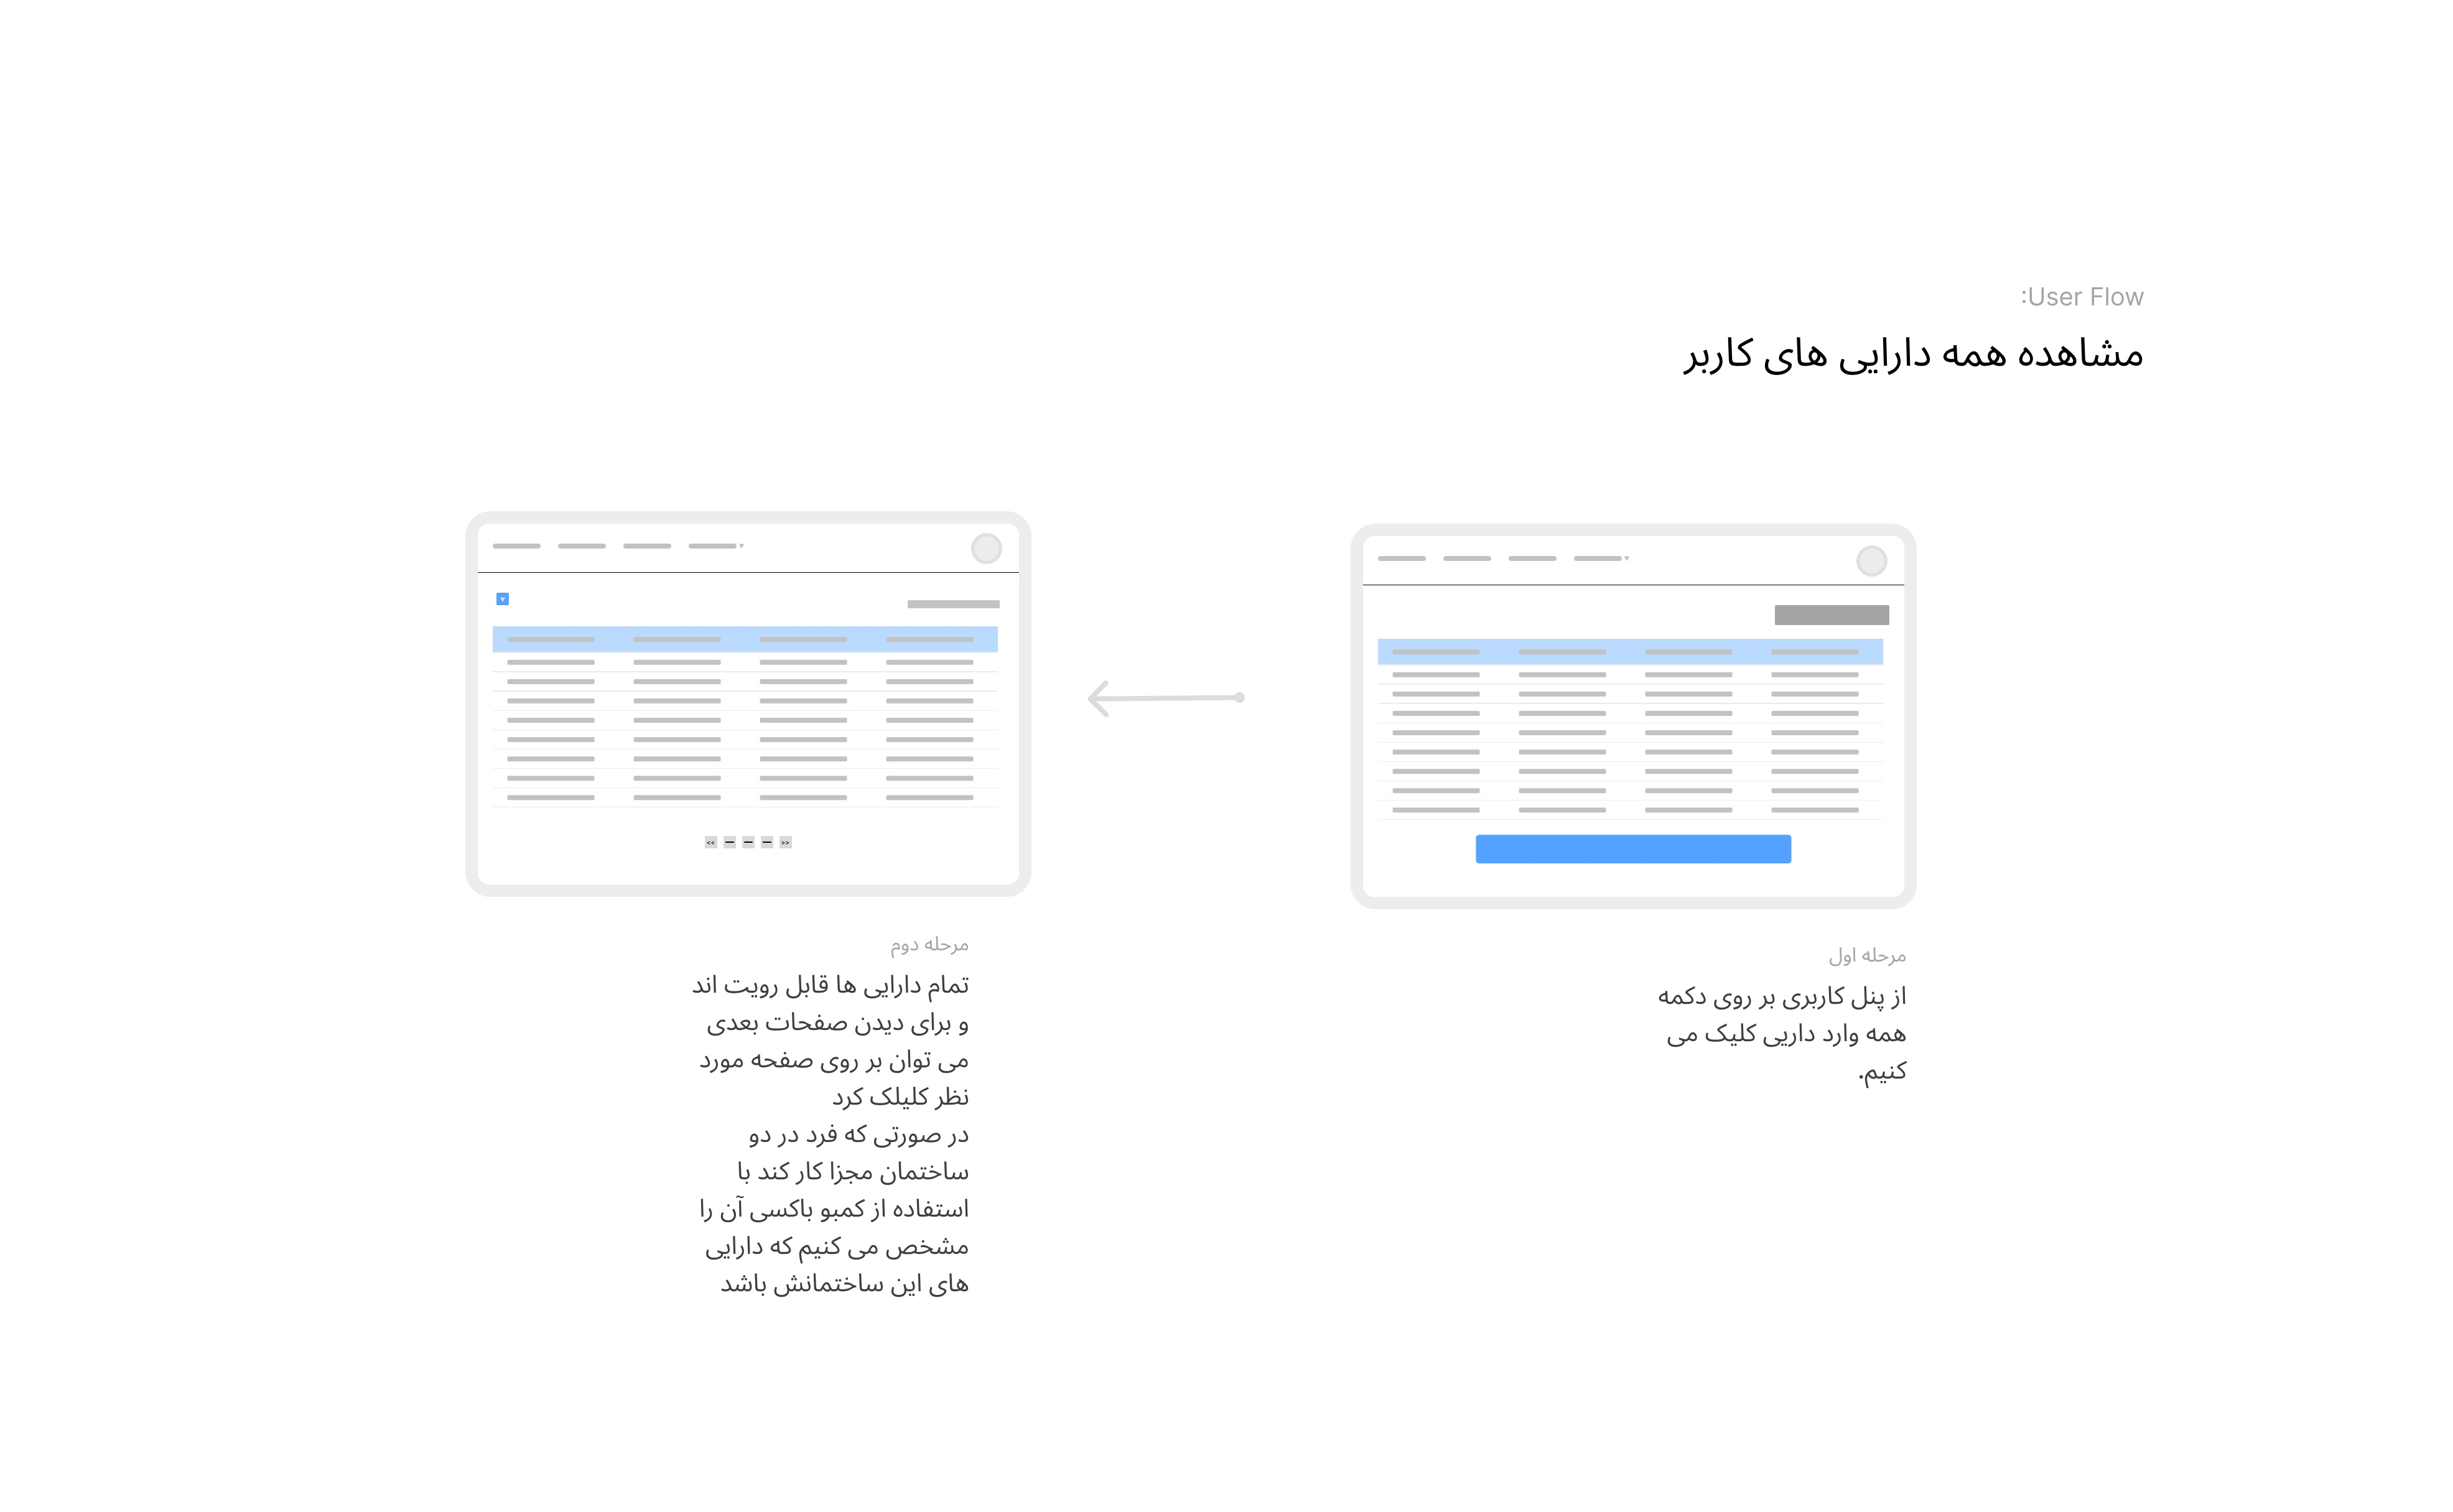 User Flow:
مشاهده همه دارایی های کاربر
مرحله اول
از پنل کاربری بر روی دکمه
همه وارد داریی کلیک می
کنیم.
مرحله دوم
تمام دارایی ها قابل رویت اند
و برای دیدن صفحات بعدی
می توان بر روی صفحه مورد
نظر کلیلک کرد
در صورتی که فرد در دو
ساختمان مجزا کار کند با
استفاده از کمبو باکسی آن را
مشخص می کنیم که دارایی
های این ساختمانش باشد
<< >>